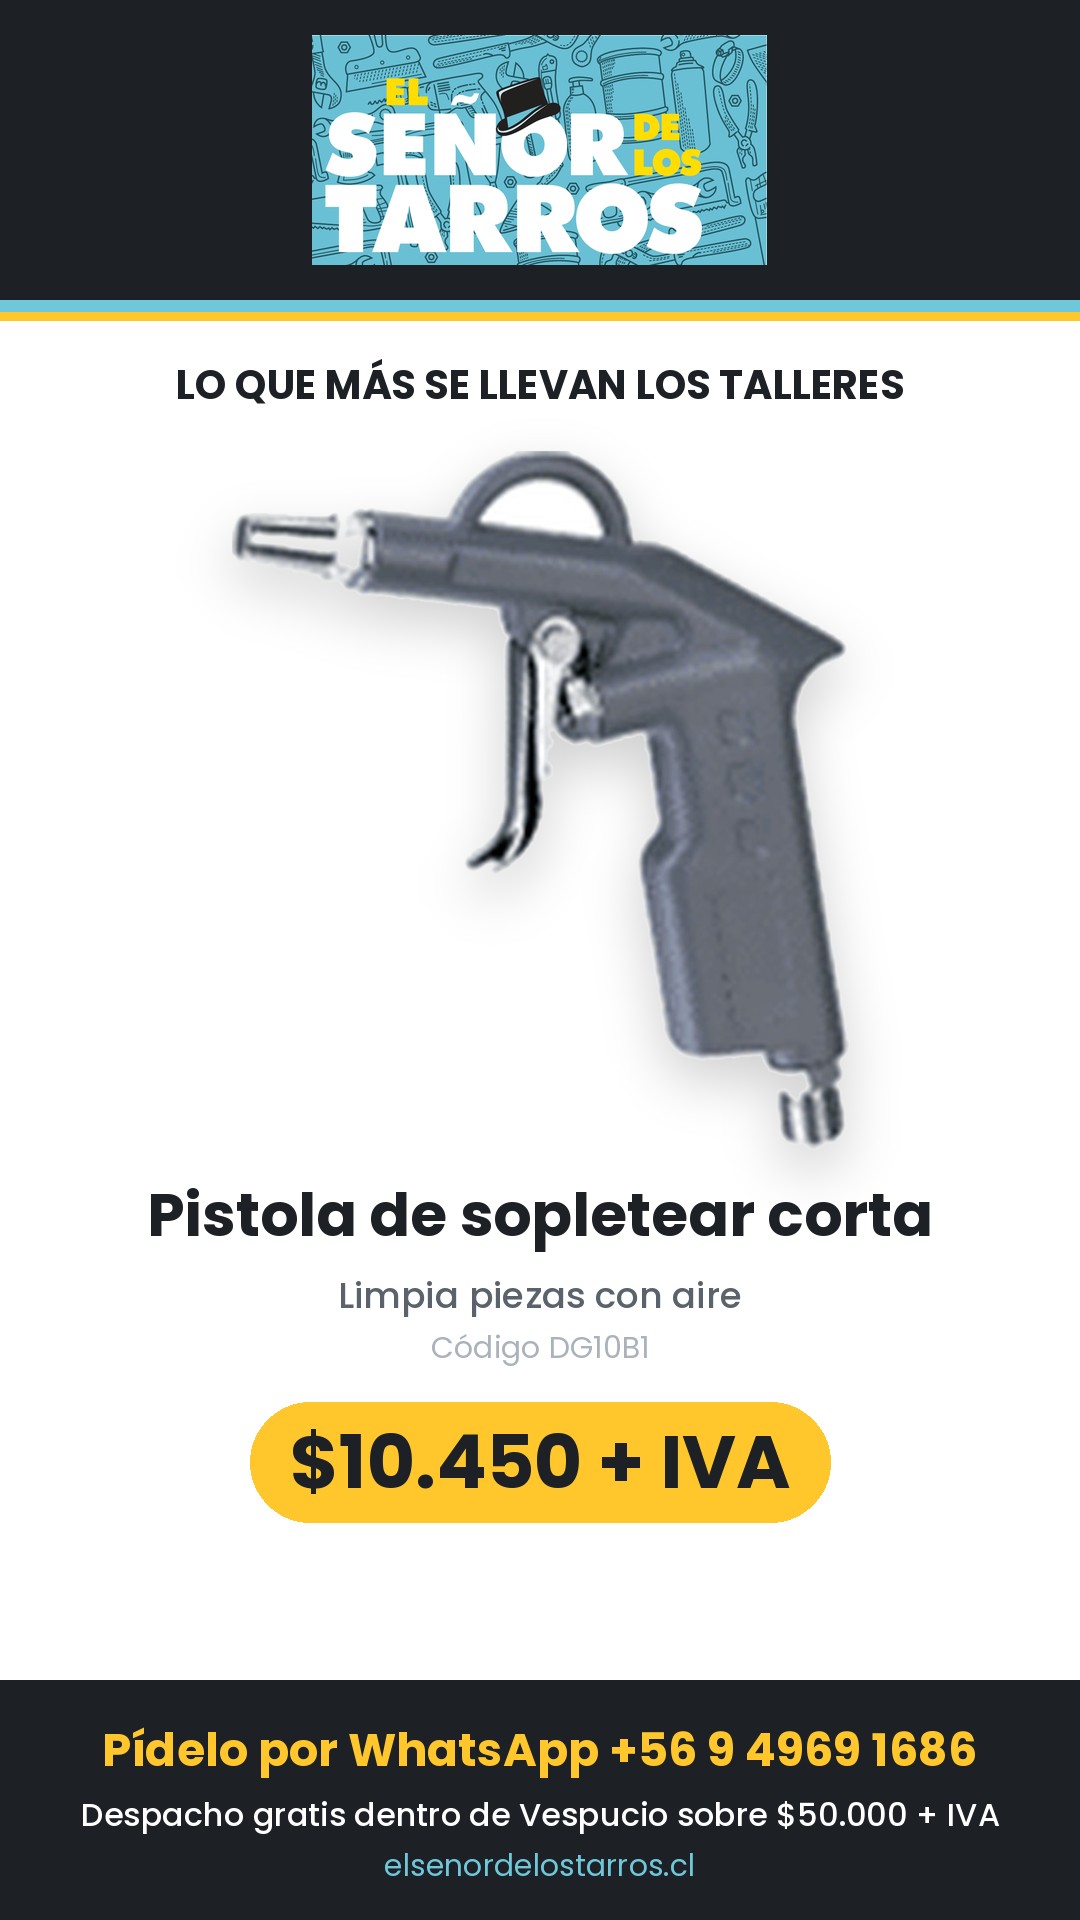 EL
SEÑOR DE LOS
TARROS
LO QUE MÁS SE LLEVAN LOS TALLERES
Pistola de sopletear corta
Limpia piezas con aire
Código DG10B1
$10.450 + IVA
Pídelo por WhatsApp +56 9 4969 1686
Despacho gratis dentro de Vespucio sobre $50.000 + IVA
elsenordelostarros.cl